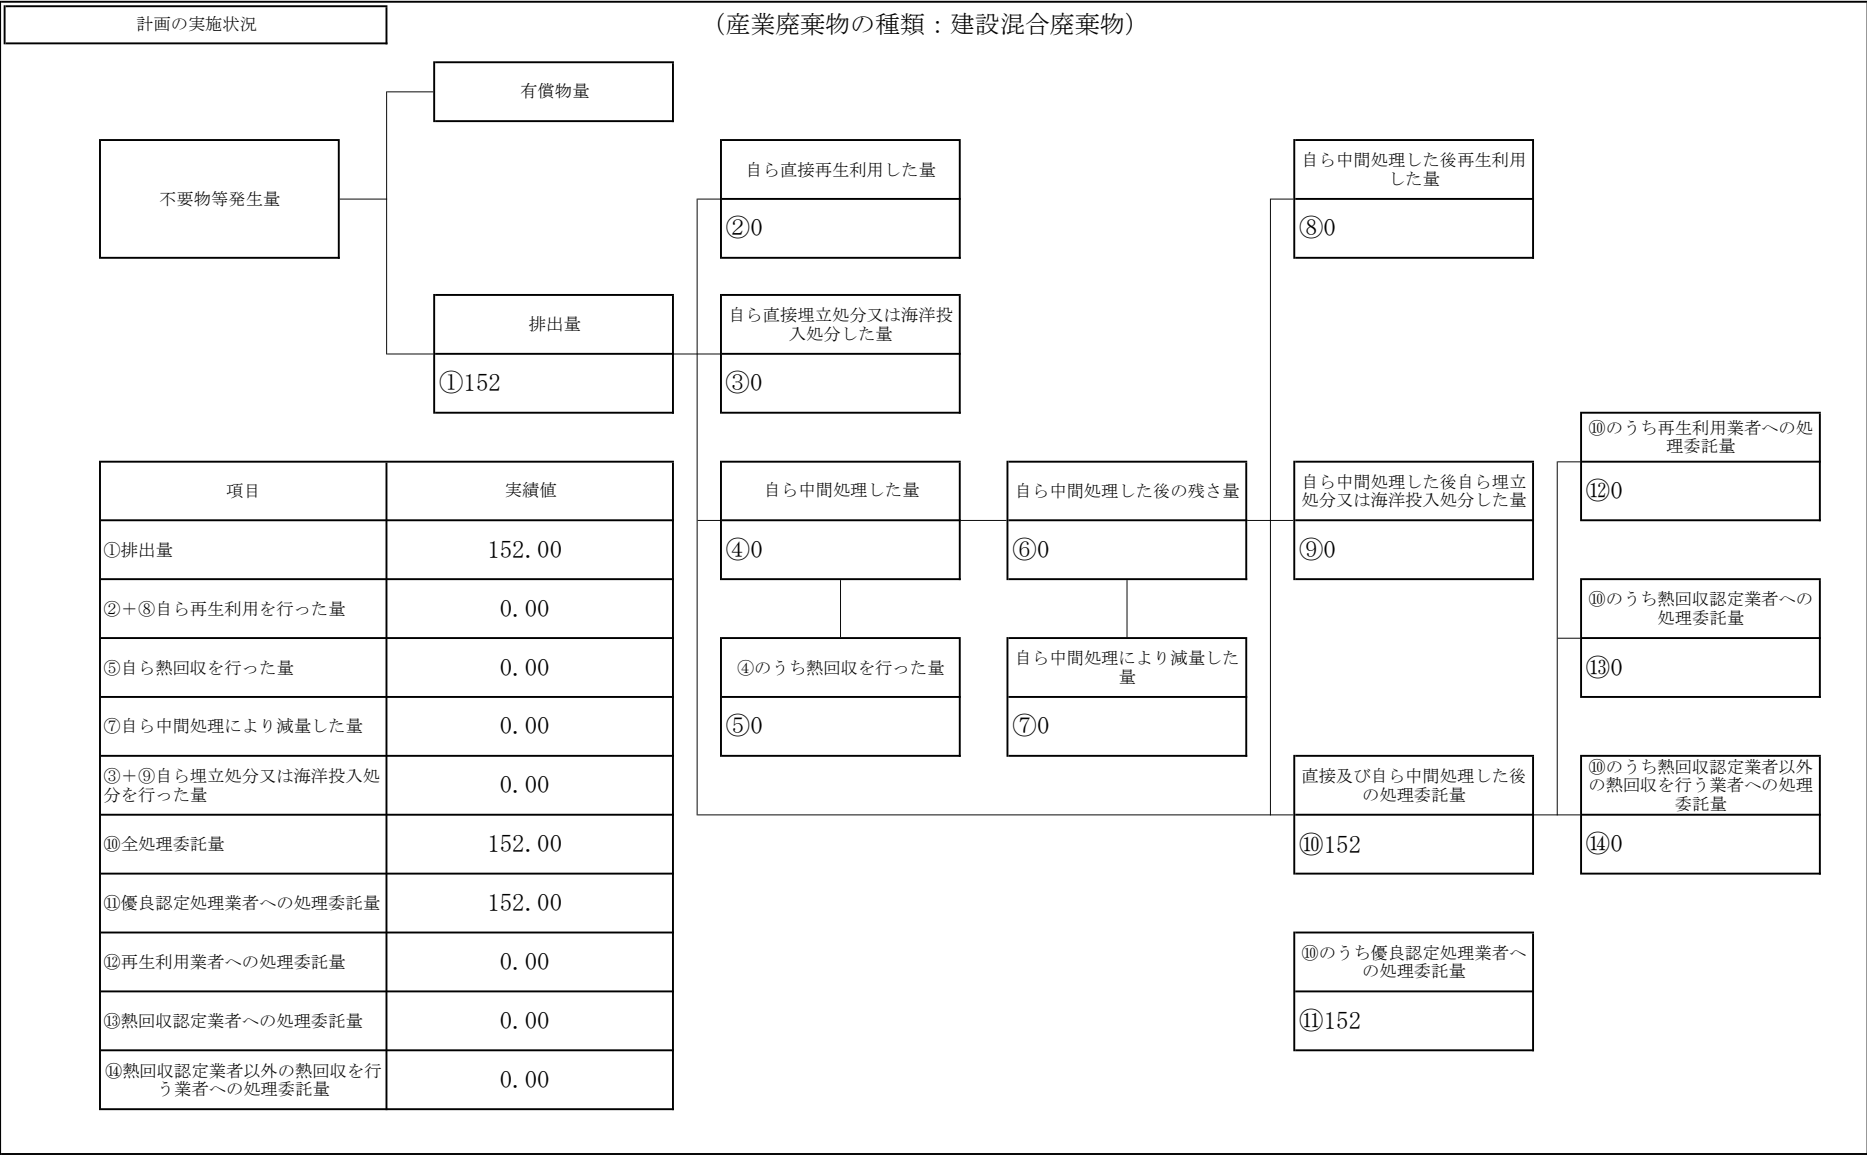 計画の実施状況
（産業廃棄物の種類：建設混合廃棄物）
有償物量
不要物等発生量
自ら直接再生利用した量
②0
自ら中間処理した後再生利用
した量
⑧0
排出量
①152
自ら直接埋立処分又は海洋投
入処分した量
③0
⑩のうち再生利用業者への処
理委託量
⑫0
自ら中間処理した量
④0
自ら中間処理した後の残さ量
⑥0
自ら中間処理した後自ら埋立
処分又は海洋投入処分した量
⑨0
⑩のうち熱回収認定業者への
処理委託量
⑬0
④のうち熱回収を行った量
⑤0
自ら中間処理により減量した
量
⑦0
直接及び自ら中間処理した後
の処理委託量
⑩152
⑩のうち熱回収認定業者以外
の熱回収を行う業者への処理
委託量
⑭0
⑩のうち優良認定処理業者へ
の処理委託量
⑪152
項目 実績値
①排出量 152.00
②＋⑧自ら再生利用を行った量 0.00
⑤自ら熱回収を行った量 0.00
⑦自ら中間処理により減量した量 0.00
③＋⑨自ら埋立処分又は海洋投入処
分を行った量 0.00
⑩全処理委託量 152.00
⑪優良認定処理業者への処理委託量 152.00
⑫再生利用業者への処理委託量 0.00
⑬熱回収認定業者への処理委託量 0.00
⑭熱回収認定業者以外の熱回収を行
う業者への処理委託量 0.00